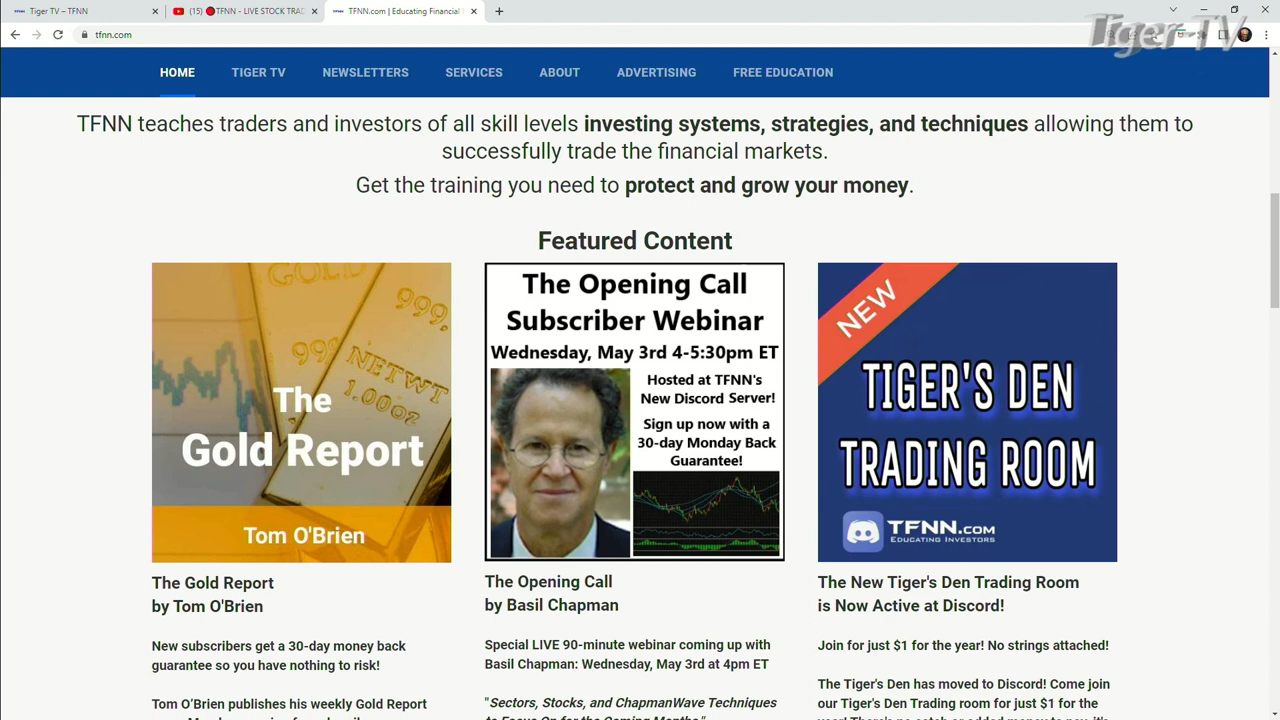 Tiger TV – TFNN
(15) 🔴TFNN - LIVE STOCK TRAD
TFNN.com | Educating Financial
tfnn.com
Tiger TV
HOME
TIGER TV
NEWSLETTERS
SERVICES
ABOUT
ADVERTISING
FREE EDUCATION
TFNN teaches traders and investors of all skill levels investing systems, strategies, and techniques allowing them to
successfully trade the financial markets.
Get the training you need to protect and grow your money.
Featured Content
GOLD
999.
999
NETWT
1.00oz
The
Gold Report
Tom O'Brien
The Gold Report
by Tom O'Brien
New subscribers get a 30-day money back
guarantee so you have nothing to risk!
Tom O'Brien publishes his weekly Gold Report
The Opening Call
Subscriber Webinar
Wednesday, May 3rd 4-5:30pm ET
Hosted at TFNN's
New Discord Server!
Sign up now with a
30-day Monday Back
Guarantee!
The Opening Call
by Basil Chapman
Special LIVE 90-minute webinar coming up with
Basil Chapman: Wednesday, May 3rd at 4pm ET
"Sectors, Stocks, and ChapmanWave Techniques
to Focus On for the Coming Months."
NEW
TIGER'S DEN
TRADING ROOM
TFNN.COM
EDUCATING INVESTORS
The New Tiger's Den Trading Room
is Now Active at Discord!
Join for just $1 for the year! No strings attached!
The Tiger's Den has moved to Discord! Come join
our Tiger's Den Trading room for just $1 for the